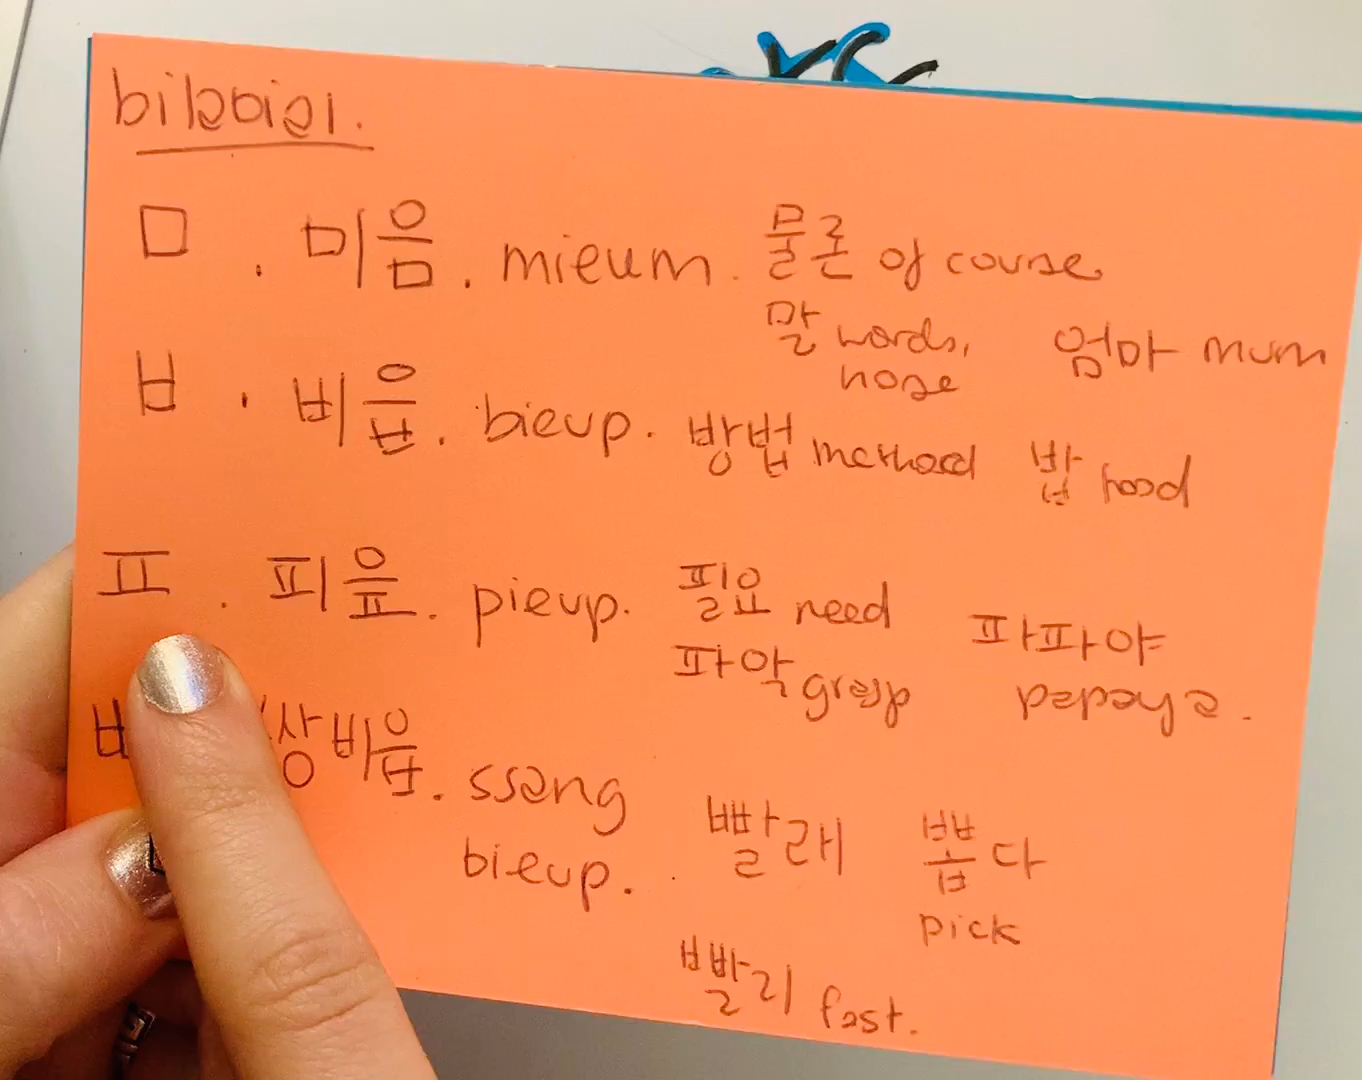 bilabial.
ㅁ . 미음 . mieum . 물론 of course
말 words, 엄마 mum
ㅂ . 비읍 . bieup . 방법 method 밥 food
ㅍ . 피읖 . pieup . 필요 need 파파야
파악 grasp papaya .
쌍비읍 . ssang 빨래 뽑다
bieup . pick
빨리 fast .